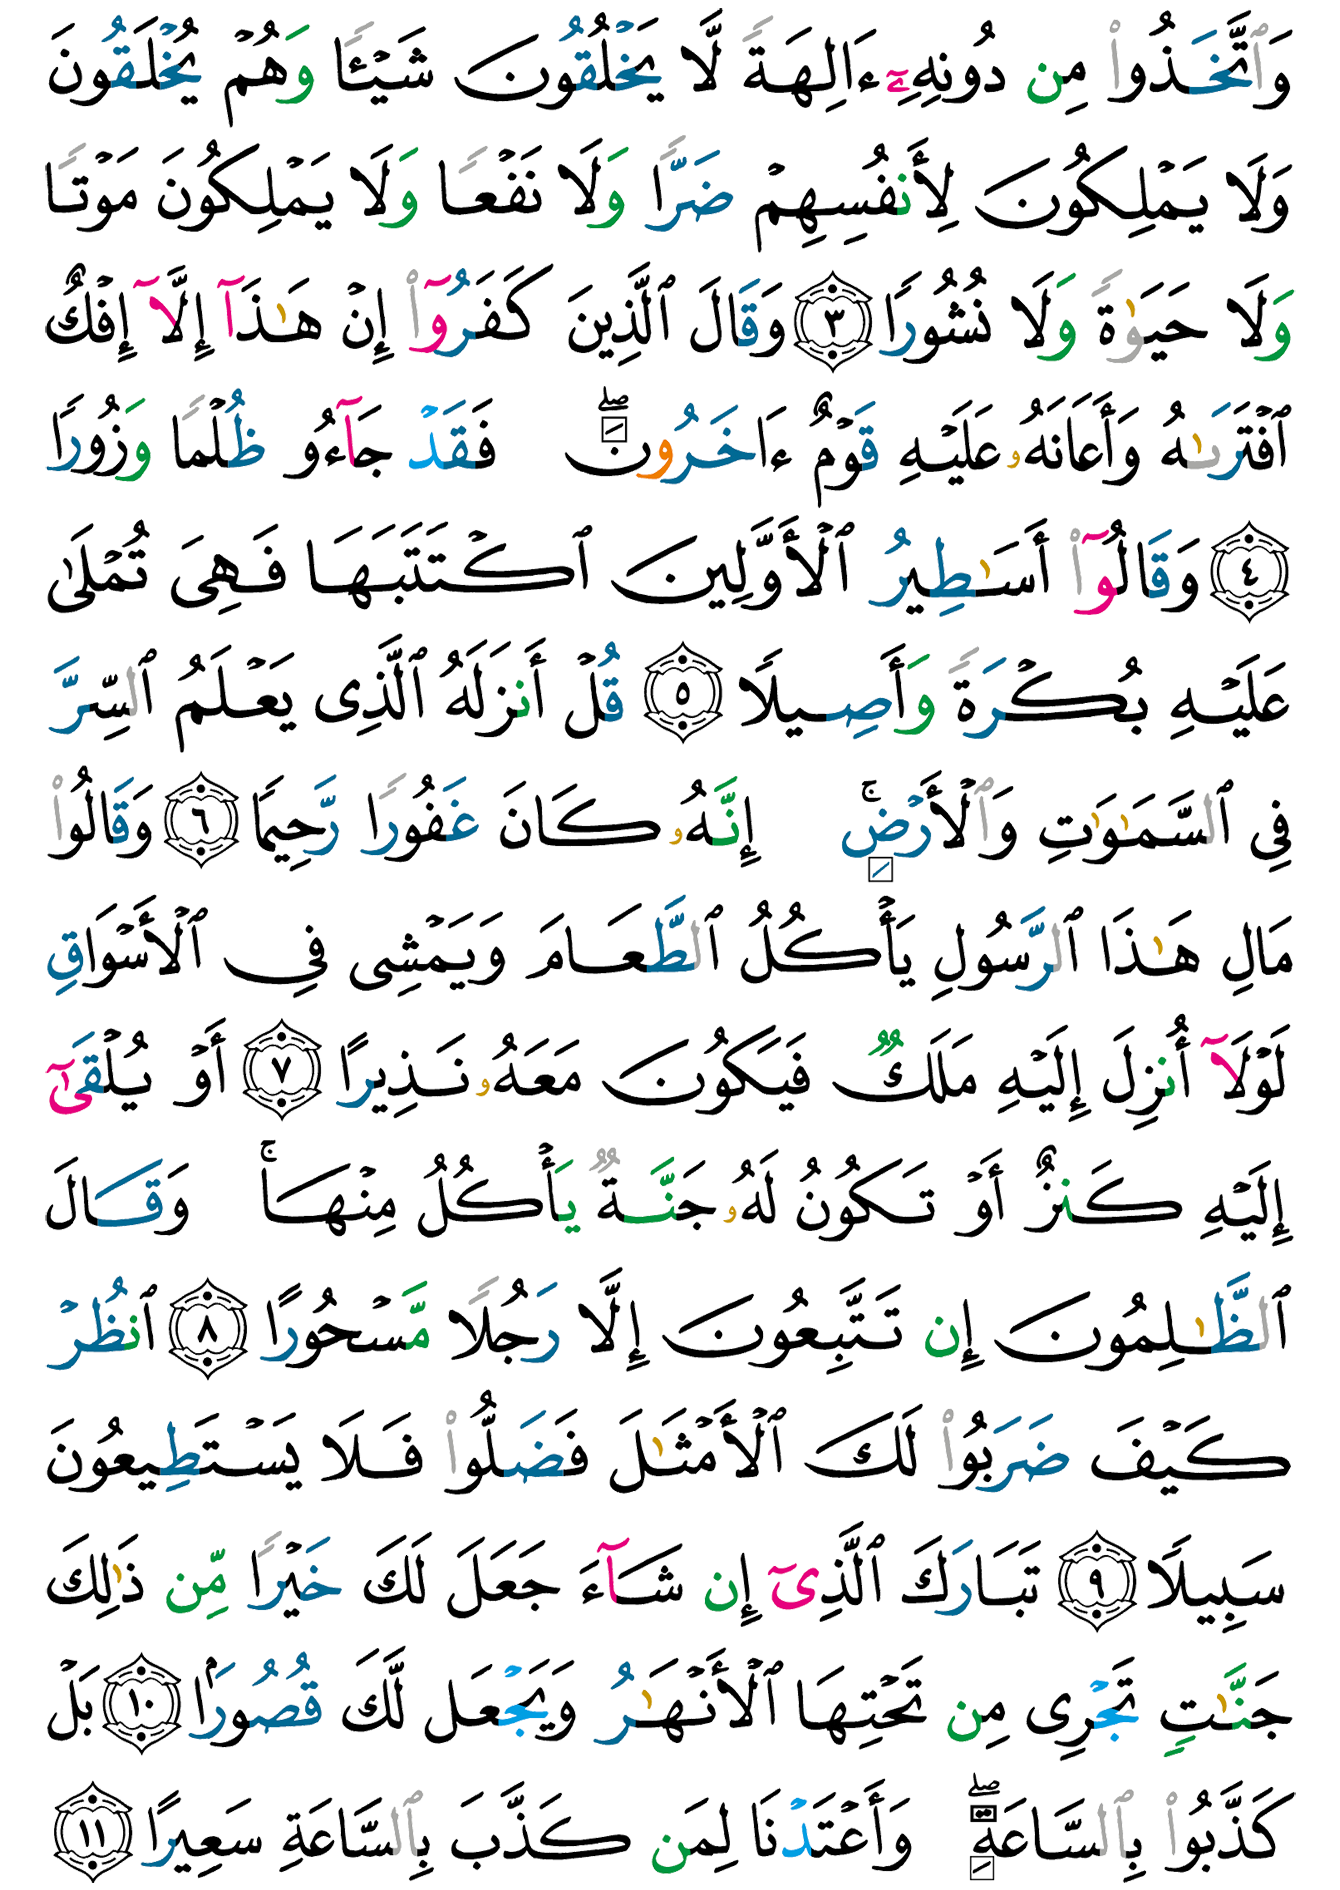 وَٱتَّخَذُوا۟ مِن دُونِهِۦٓ ءَالِهَةً لَّا يَخْلُقُونَ شَيْـًٔا وَهُمْ يُخْلَقُونَ
وَلَا يَمْلِكُونَ لِأَنفُسِهِمْ ضَرًّا وَلَا نَفْعًا وَلَا يَمْلِكُونَ مَوْتًا
وَلَا حَيَوٰةً وَلَا نُشُورًا ٣ وَقَالَ ٱلَّذِينَ كَفَرُوٓا۟ إِنْ هَـٰذَآ إِلَّآ إِفْكٌ
ٱفْتَرَىٰهُ وَأَعَانَهُۥ عَلَيْهِ قَوْمٌ ءَاخَرُونَ ۖ فَقَدْ جَآءُو ظُلْمًا وَزُورًا
٤ وَقَالُوٓا۟ أَسَـٰطِيرُ ٱلْأَوَّلِينَ ٱكْتَتَبَهَا فَهِىَ تُمْلَىٰ
عَلَيْهِ بُكْرَةً وَأَصِيلًا ٥ قُلْ أَنزَلَهُ ٱلَّذِى يَعْلَمُ ٱلسِّرَّ
فِى ٱلسَّمَـٰوَٰتِ وَٱلْأَرْضِ ۚ إِنَّهُۥ كَانَ غَفُورًا رَّحِيمًا ٦ وَقَالُوا۟
مَالِ هَـٰذَا ٱلرَّسُولِ يَأْكُلُ ٱلطَّعَامَ وَيَمْشِى فِى ٱلْأَسْوَاقِ
لَوْلَآ أُنزِلَ إِلَيْهِ مَلَكٌ فَيَكُونَ مَعَهُۥ نَذِيرًا ٧ أَوْ يُلْقَىٰٓ
إِلَيْهِ كَنزٌ أَوْ تَكُونُ لَهُۥ جَنَّةٌ يَأْكُلُ مِنْهَا ۚ وَقَالَ
ٱلظَّـٰلِمُونَ إِن تَتَّبِعُونَ إِلَّا رَجُلًا مَّسْحُورًا ٨ ٱنظُرْ
كَيْفَ ضَرَبُوا۟ لَكَ ٱلْأَمْثَـٰلَ فَضَلُّوا۟ فَلَا يَسْتَطِيعُونَ
سَبِيلًا ٩ تَبَارَكَ ٱلَّذِىٓ إِن شَآءَ جَعَلَ لَكَ خَيْرًا مِّن ذَٰلِكَ
جَنَّـٰتٍ تَجْرِى مِن تَحْتِهَا ٱلْأَنْهَـٰرُ وَيَجْعَل لَّكَ قُصُورًۢا ١٠ بَلْ
كَذَّبُوا۟ بِٱلسَّاعَةِ ۖ وَأَعْتَدْنَا لِمَن كَذَّبَ بِٱلسَّاعَةِ سَعِيرًا ١١